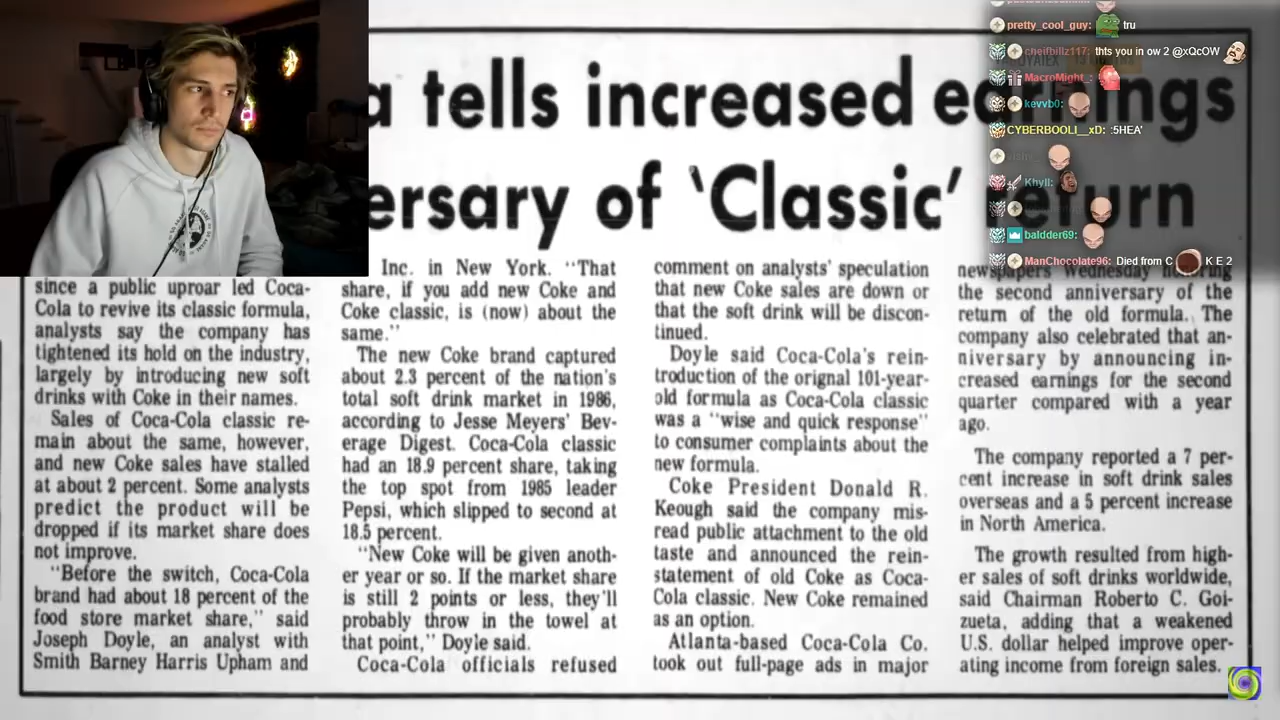 a tells increased earnings
ersary of 'Classic' return
since a public uproar led Coca-
Cola to revive its classic formula,
analysts say the company has
tightened its hold on the industry,
largely by introducing new soft
drinks with Coke in their names.
Sales of Coca-Cola classic re-
main about the same, however,
and new Coke sales have stalled
at about 2 percent. Some analysts
predict the product will be
dropped if its market share does
not improve.
"Before the switch, Coca-Cola
brand had about 18 percent of the
food store market share," said
Joseph Doyle, an analyst with
Smith Barney Harris Upham and
Inc. in New York. "That
share, if you add new Coke and
Coke classic, is (now) about the
same."
The new Coke brand captured
about 2.3 percent of the nation's
total soft drink market in 1986,
according to Jesse Meyers' Bev-
erage Digest. Coca-Cola classic
had an 18.9 percent share, taking
the top spot from 1985 leader
Pepsi, which slipped to second at
18.5 percent.
"New Coke will be given anoth-
er year or so. If the market share
is still 2 points or less, they'll
probably throw in the towel at
that point," Doyle said.
Coca-Cola officials refused
comment on analysts' speculation
that new Coke sales are down or
that the soft drink will be discon-
tinued.
Doyle said Coca-Cola's rein-
troduction of the orignal 101-year-
old formula as Coca-Cola classic
was a "wise and quick response"
to consumer complaints about the
new formula.
Coke President Donald R.
Keough said the company mis-
read public attachment to the old
taste and announced the rein-
statement of old Coke as Coca-
Cola classic. New Coke remained
as an option.
Atlanta-based Coca-Cola Co.
took out full-page ads in major
newspapers Wednesday honoring
the second anniversary of the
return of the old formula. The
company also celebrated that an-
niversary by announcing in-
creased earnings for the second
quarter compared with a year
ago.
The company reported a 7 per-
cent increase in soft drink sales
overseas and a 5 percent increase
in North America.
The growth resulted from high-
er sales of soft drinks worldwide,
said Chairman Roberto C. Goi-
zueta, adding that a weakened
U.S. dollar helped improve oper-
ating income from foreign sales.
pretty_cool_guy: tru
cheifbillz117: thts you in ow 2 @xQcOW
MacroMight_:
kevvb0:
CYBERBOOLI__xD: :5HEA'
Khyll:
baldder69:
ManChocolate96: Died from C K E 2